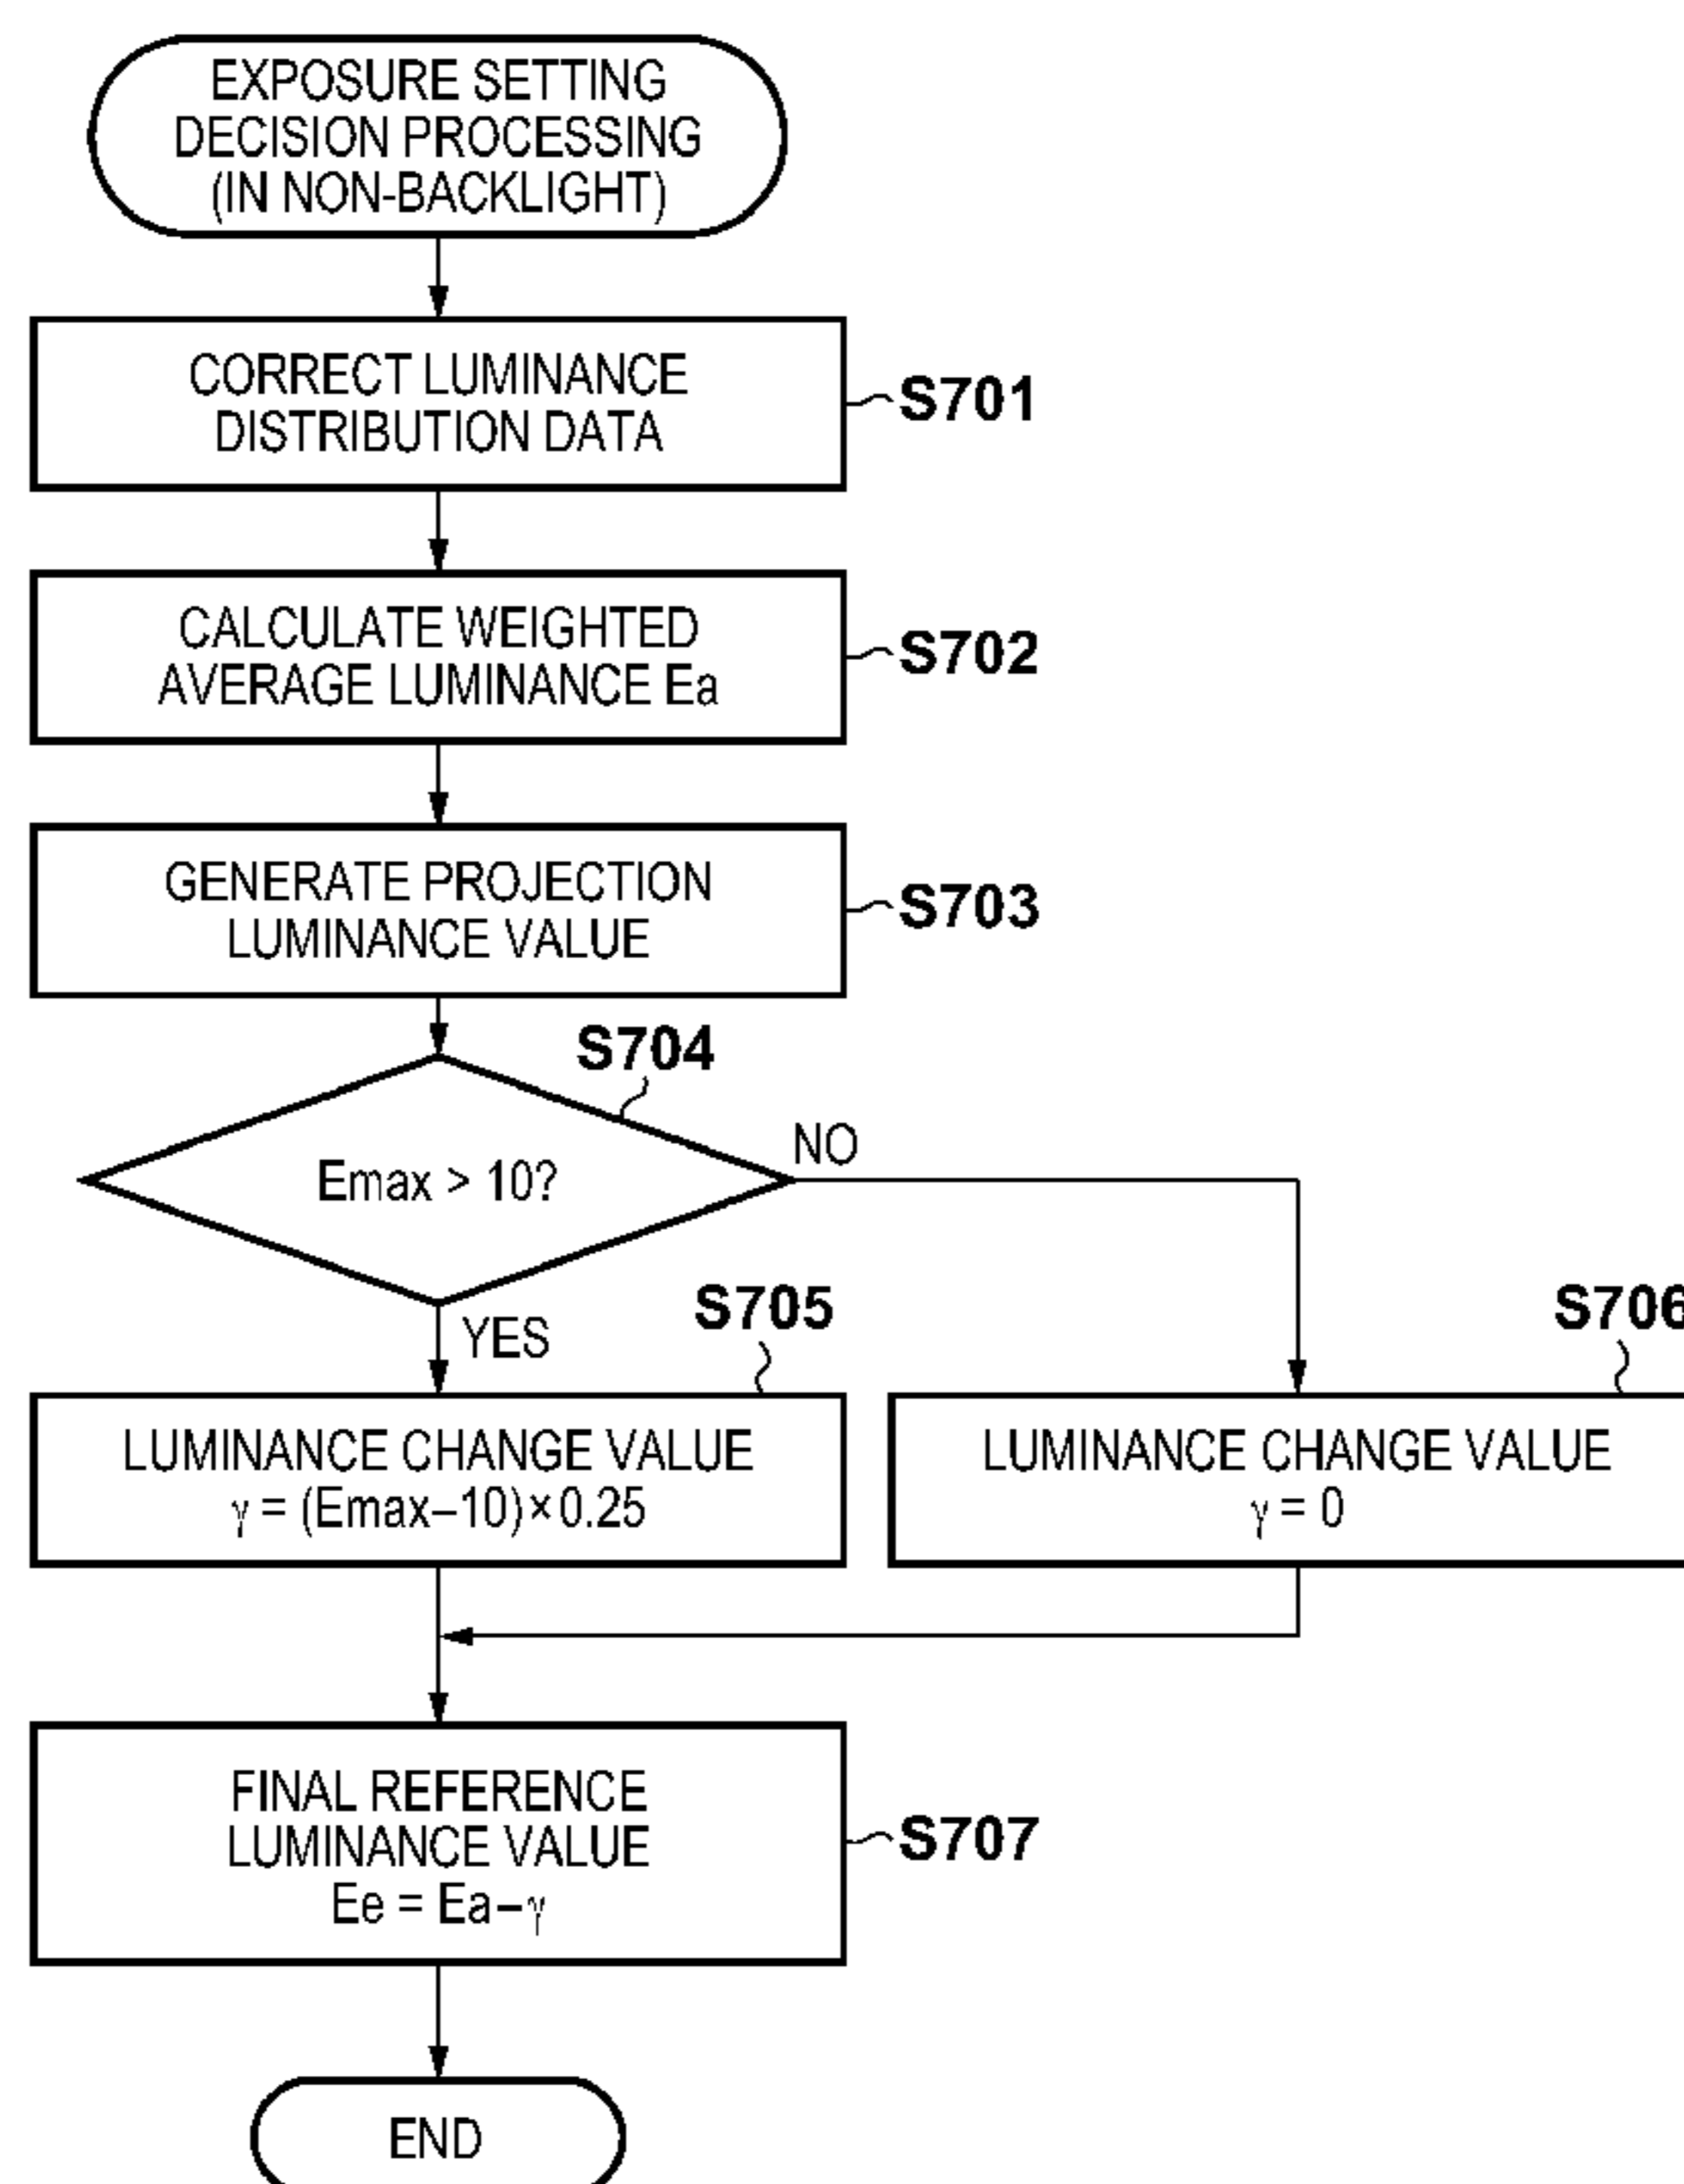 EXPOSURE SETTING
DECISION PROCESSING
(IN NON-BACKLIGHT)
CORRECT LUMINANCE
DISTRIBUTION DATA
S701
CALCULATE WEIGHTED
AVERAGE LUMINANCE Ea
S702
GENERATE PROJECTION
LUMINANCE VALUE
S703
S704
Emax > 10?
NO
YES
S705
LUMINANCE CHANGE VALUE
γ = (Emax–10)×0.25
S706
LUMINANCE CHANGE VALUE
γ = 0
FINAL REFERENCE
LUMINANCE VALUE
Ee = Ea–γ
S707
END